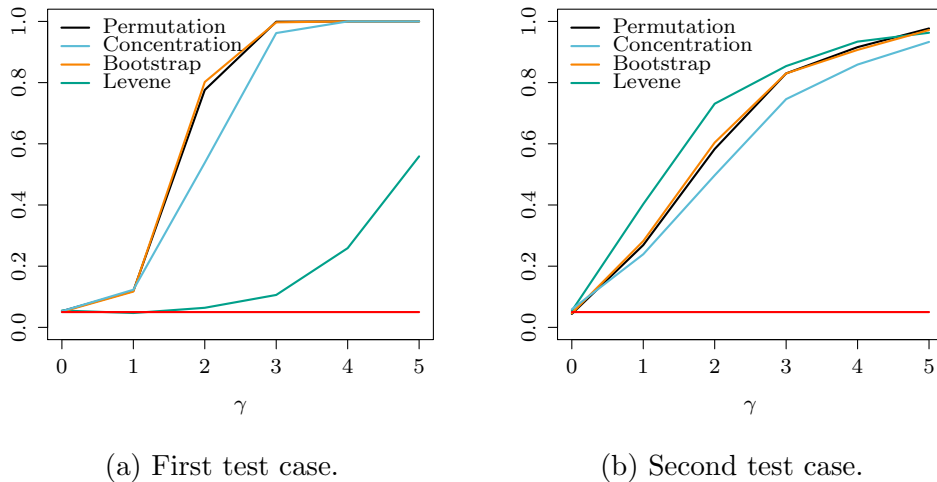 1.0
0.8
0.6
0.4
0.2
0.0
Permutation
Concentration
Bootstrap
Levene
0 1 2 3 4 5
γ
(a) First test case.
1.0
0.8
0.6
0.4
0.2
0.0
Permutation
Concentration
Bootstrap
Levene
0 1 2 3 4 5
γ
(b) Second test case.